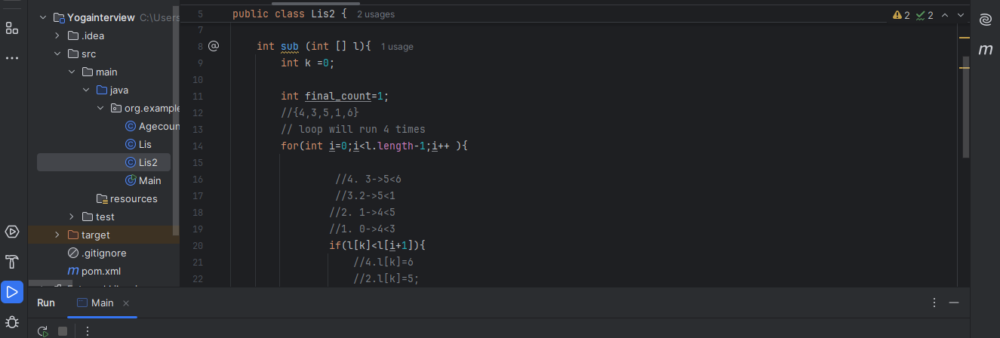 Yogainterview C:\Users
.idea
src
main
java
org.example
Agecoun
Lis
Lis2
Main
resources
test
target
.gitignore
pom.xml
5 public class Lis2 { 2 usages
2 2
7
8 int sub (int [] l){ 1 usage
9 int k =0;
10
11 int final_count=1;
12 //{4,3,5,1,6}
13 // loop will run 4 times
14 for(int i=0;i<l.length-1;i++ ){
15
16 //4. 3->5<6
17 //3.2->5<1
18 //2. 1->4<5
19 //1. 0->4<3
20 if(l[k]<l[i+1]){
21 //4.l[k]=6
22 //2.l[k]=5;
Run Main